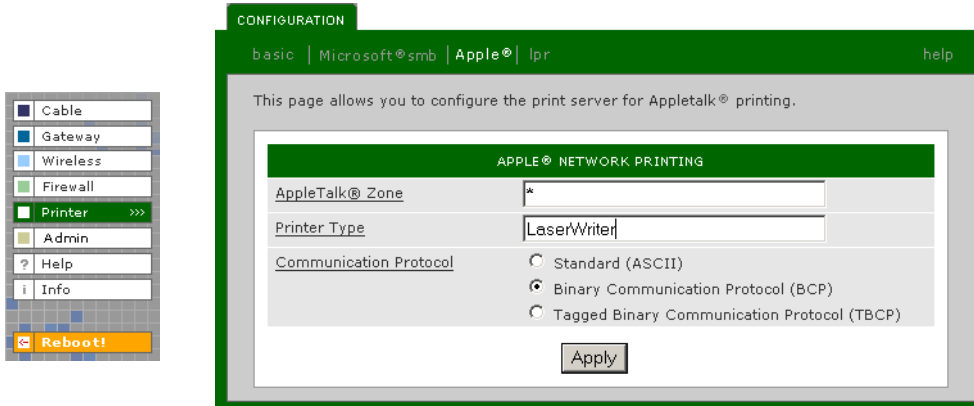 Cable
Gateway
Wireless
Firewall
Printer >>>
Admin
? Help
i Info
Reboot!
CONFIGURATION
basic | Microsoft®smb | Apple® | lpr help
This page allows you to configure the print server for Appletalk® printing.
APPLE® NETWORK PRINTING
AppleTalk® Zone *
Printer Type LaserWriter
Communication Protocol Standard (ASCII)
Binary Communication Protocol (BCP)
Tagged Binary Communication Protocol (TBCP)
Apply